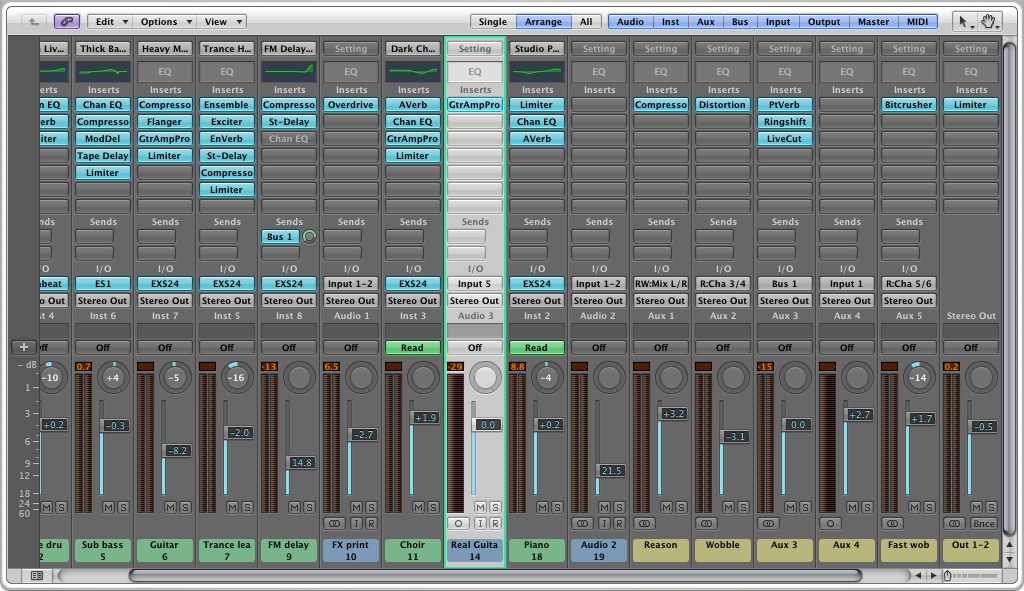 Edit Options View Single Arrange All Audio Inst Aux Bus Input Output Master MIDI
Liv... Thick Ba... Heavy M... Trance H... FM Delay... Setting Dark Ch... Setting Studio P... Setting Setting Setting Setting Setting Setting Setting
EQ EQ EQ EQ EQ EQ EQ EQ EQ EQ EQ
nserts Inserts Inserts Inserts Inserts Inserts Inserts Inserts Inserts Inserts Inserts Inserts Inserts Inserts Inserts Inserts
n EQ Chan EQ Compresso Ensemble Compresso Overdrive AVerb GtrAmpPro Limiter Compresso Distortion PtVerb Bitcrusher Limiter
erb Compresso Flanger Exciter St-Delay Chan EQ Chan EQ Ringshift
iter ModDel GtrAmpPro EnVerb Chan EQ GtrAmpPro AVerb LiveCut
Tape Delay Limiter St-Delay Limiter
Limiter Compresso
Limiter
nds Sends Sends Sends Sends Sends Sends Sends Sends Sends Sends Sends Sends Sends Sends
Bus 1
/O I/O I/O I/O I/O I/O I/O I/O I/O I/O I/O I/O I/O I/O I/O
beat ES1 EXS24 EXS24 EXS24 Input 1-2 EXS24 Input 5 EXS24 Input 1-2 RW:Mix L/R R:Cha 3/4 Bus 1 Input 1 R:Cha 5/6
eo Out Stereo Out Stereo Out Stereo Out Stereo Out Stereo Out Stereo Out Stereo Out Stereo Out Stereo Out Stereo Out Stereo Out Stereo Out Stereo Out Stereo Out
st 4 Inst 6 Inst 7 Inst 5 Inst 8 Audio 1 Inst 3 Audio 3 Inst 2 Audio 2 Aux 1 Aux 2 Aux 3 Aux 4 Aux 5 Stereo Out
+ Off Off Off Off Off Off Read Off Read Off Off Off Off Off Off Off
- dB 0.7 -13 6.5 -29 8.8 -15 0.2
-10 +4 -5 -16 -4 -14
1
3
+0.2 -0.3 -8.2 -2.0 14.8 -2.7 +1.9 0.0 +0.2 21.5 +3.2 -3.1 0.0 +2.7 +1.7 -0.5
6
9
12
18
24
60
M S M S M S M S M S M S M S M S M S M S M S M S M S M S M S M S
I R I R I R Bnce
e dru Sub bass Guitar Trance lea FM delay FX print Choir Real Guita Piano Audio 2 Reason Wobble Aux 3 Aux 4 Fast wob Out 1-2
2 5 6 7 9 10 11 14 18 19